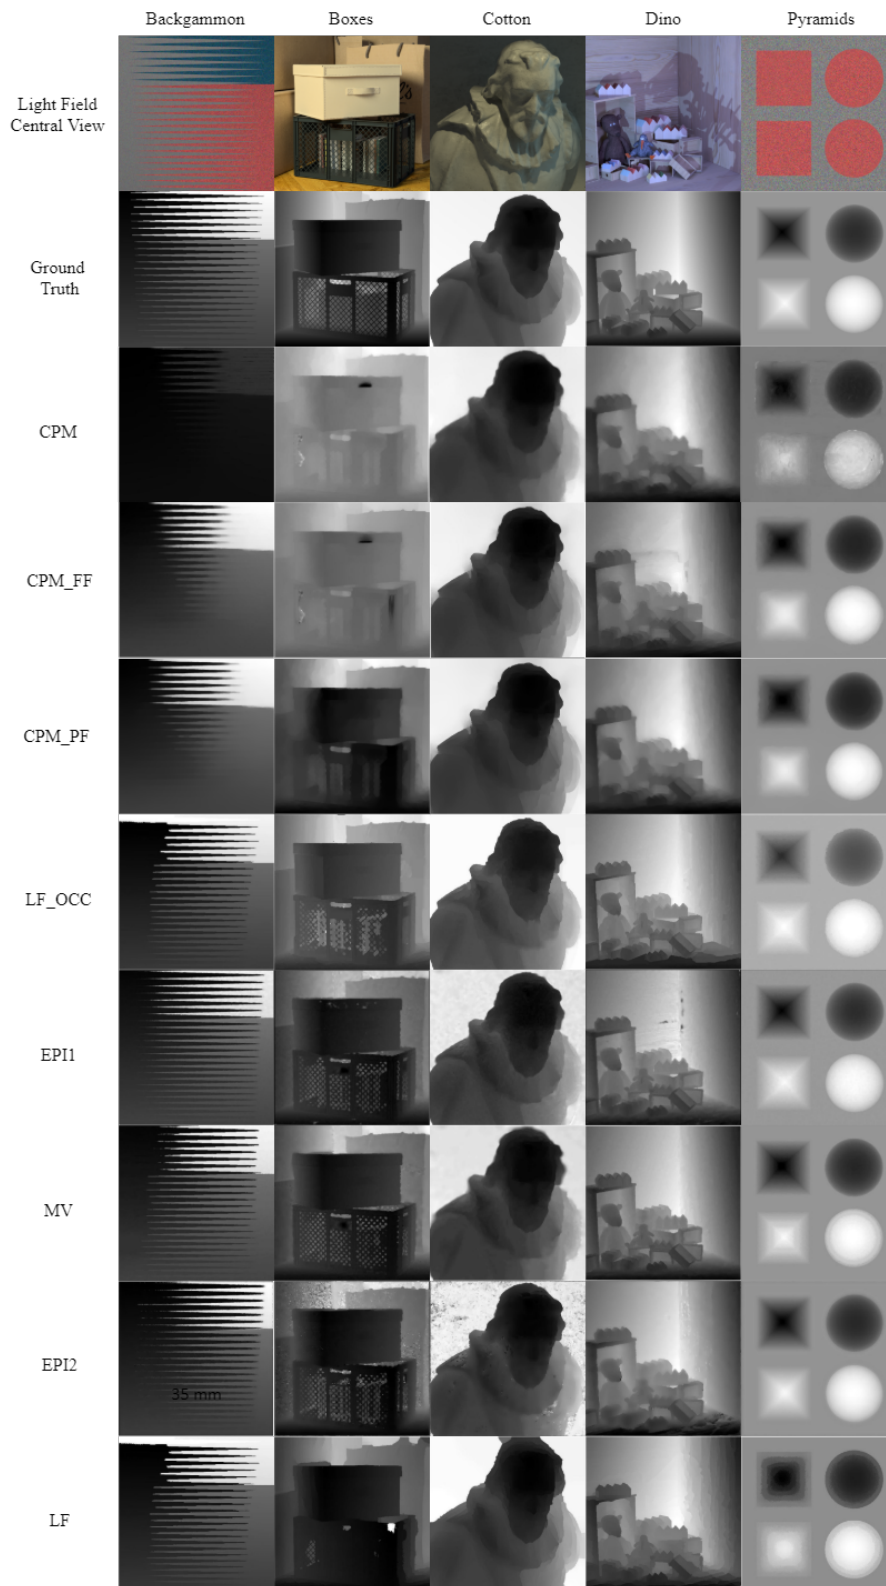 Backgammon Boxes Cotton Dino Pyramids
Light Field
Central View
Ground
Truth
CPM
CPM_FF
CPM_PF
LF_OCC
EPI1
MV
EPI2
35 mm
LF